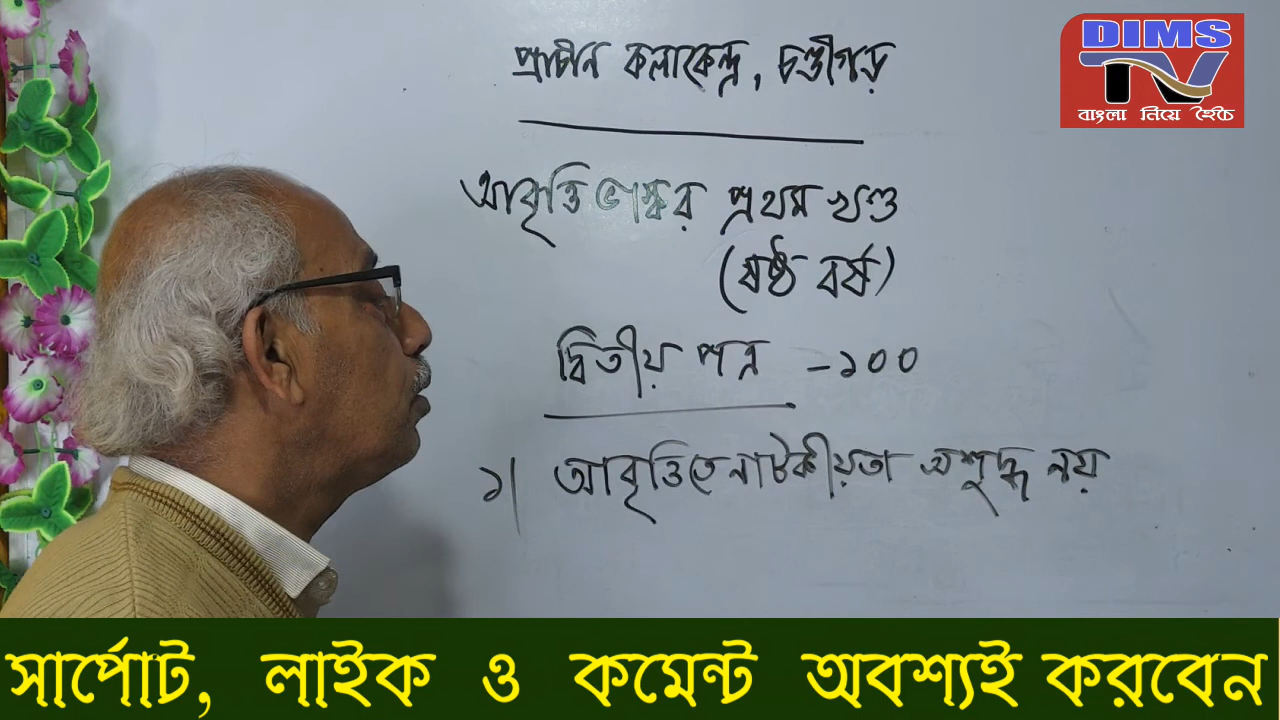 প্রাচীন কলাকেন্দ্র, চণ্ডীগড়
DIMS
TV
বাংলা নিয়ে হৈচৈ
আবৃত্তি ভাস্কর প্রথম খণ্ড
(ষষ্ঠ বর্ষ)
দ্বিতীয় পত্র -১০০
১| আবৃত্তিতে নাটকীয়তা অশুদ্ধ নয়
সার্পোট, লাইক ও কমেন্ট অবশ্যই করবেন